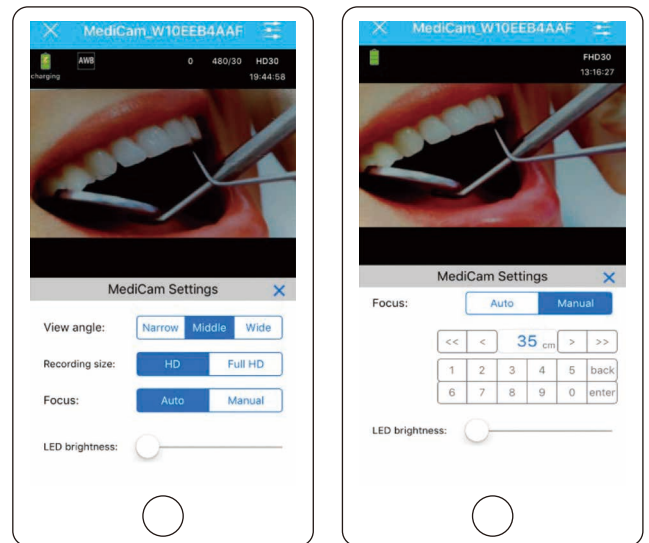 MediCam_W10EEB4AAF
AWB 0 480/30 HD30
charging 19:44:58
MediCam Settings
View angle: Narrow Middle Wide
Recording size: HD Full HD
Focus: Auto Manual
LED brightness:
MediCam_W10EEB4AAF
FHD30
13:16:27
MediCam Settings
Focus: Auto Manual
<< < 35 cm > >>
1 2 3 4 5 back
6 7 8 9 0 enter
LED brightness: